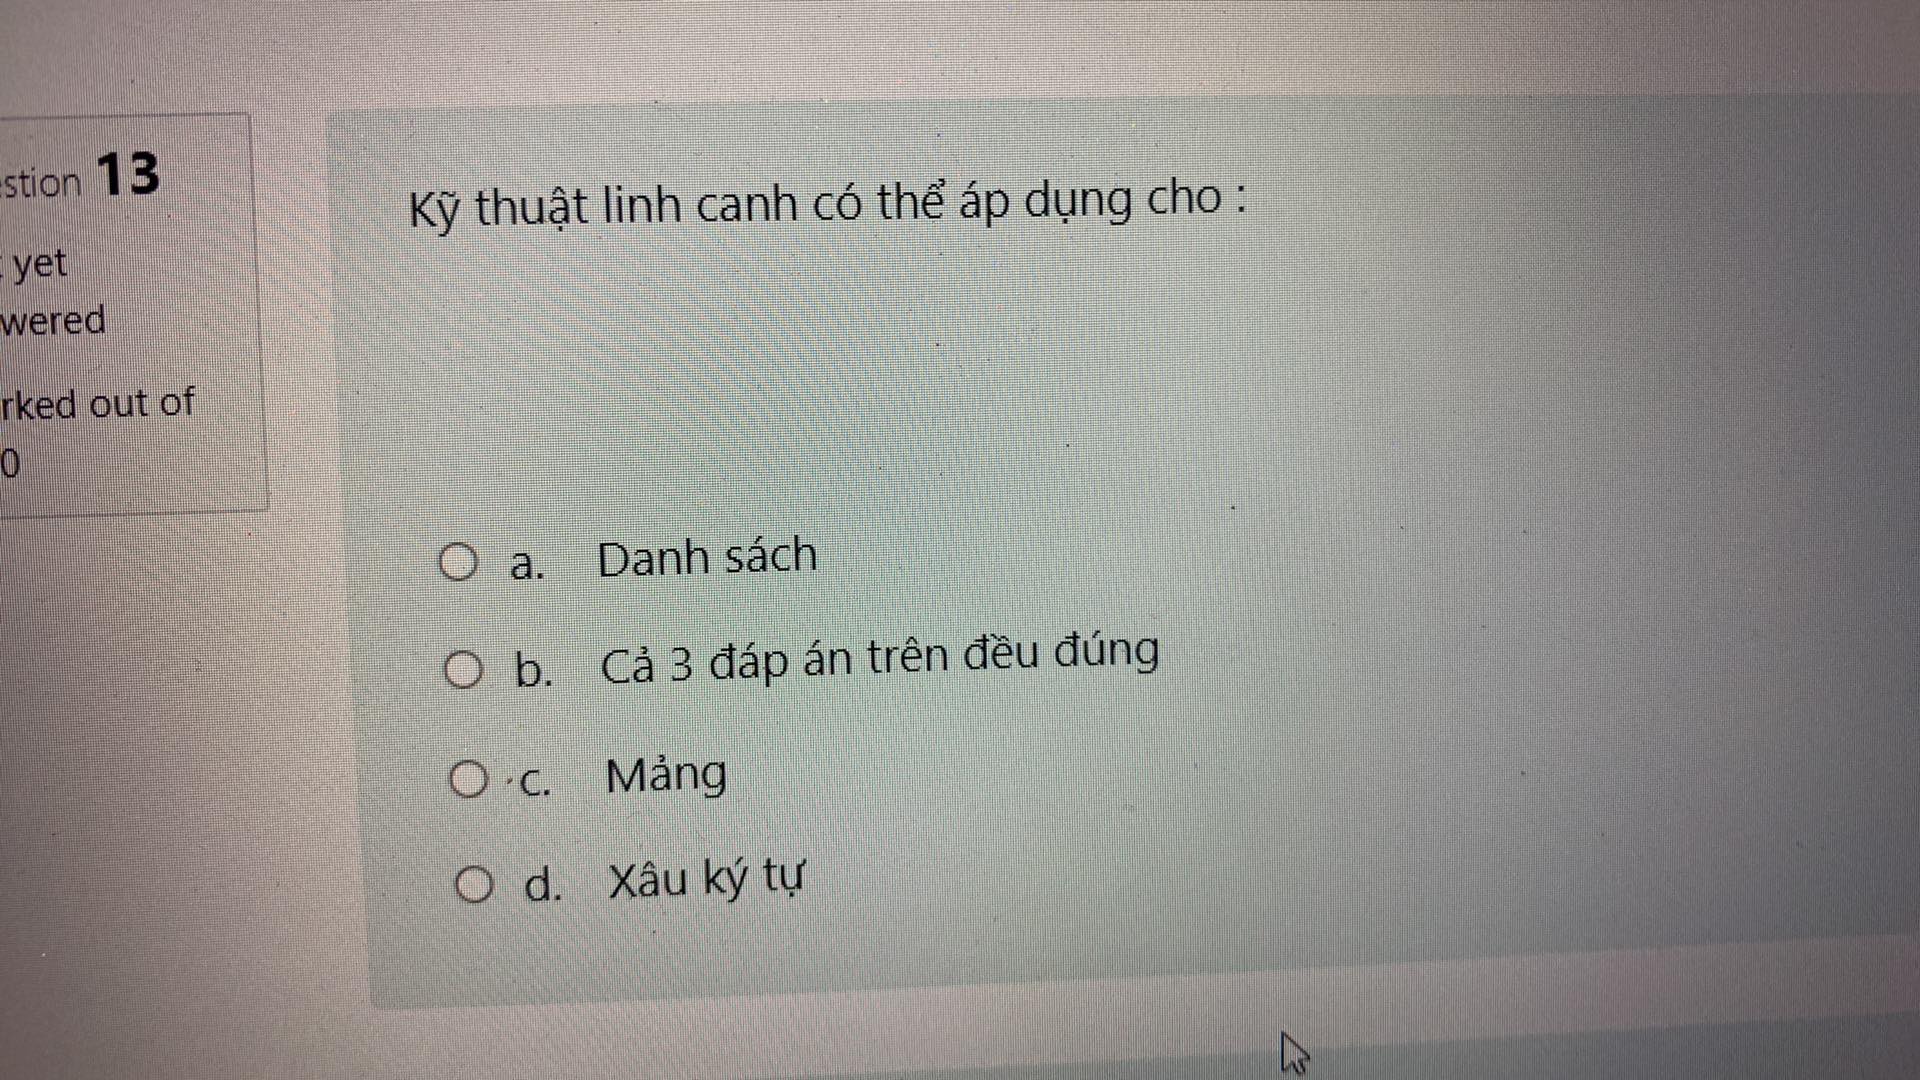 stion 13
yet
wered
rked out of
0
Kỹ thuật linh canh có thể áp dụng cho :
a. Danh sách
b. Cả 3 đáp án trên đều đúng
c. Mảng
d. Xâu ký tự